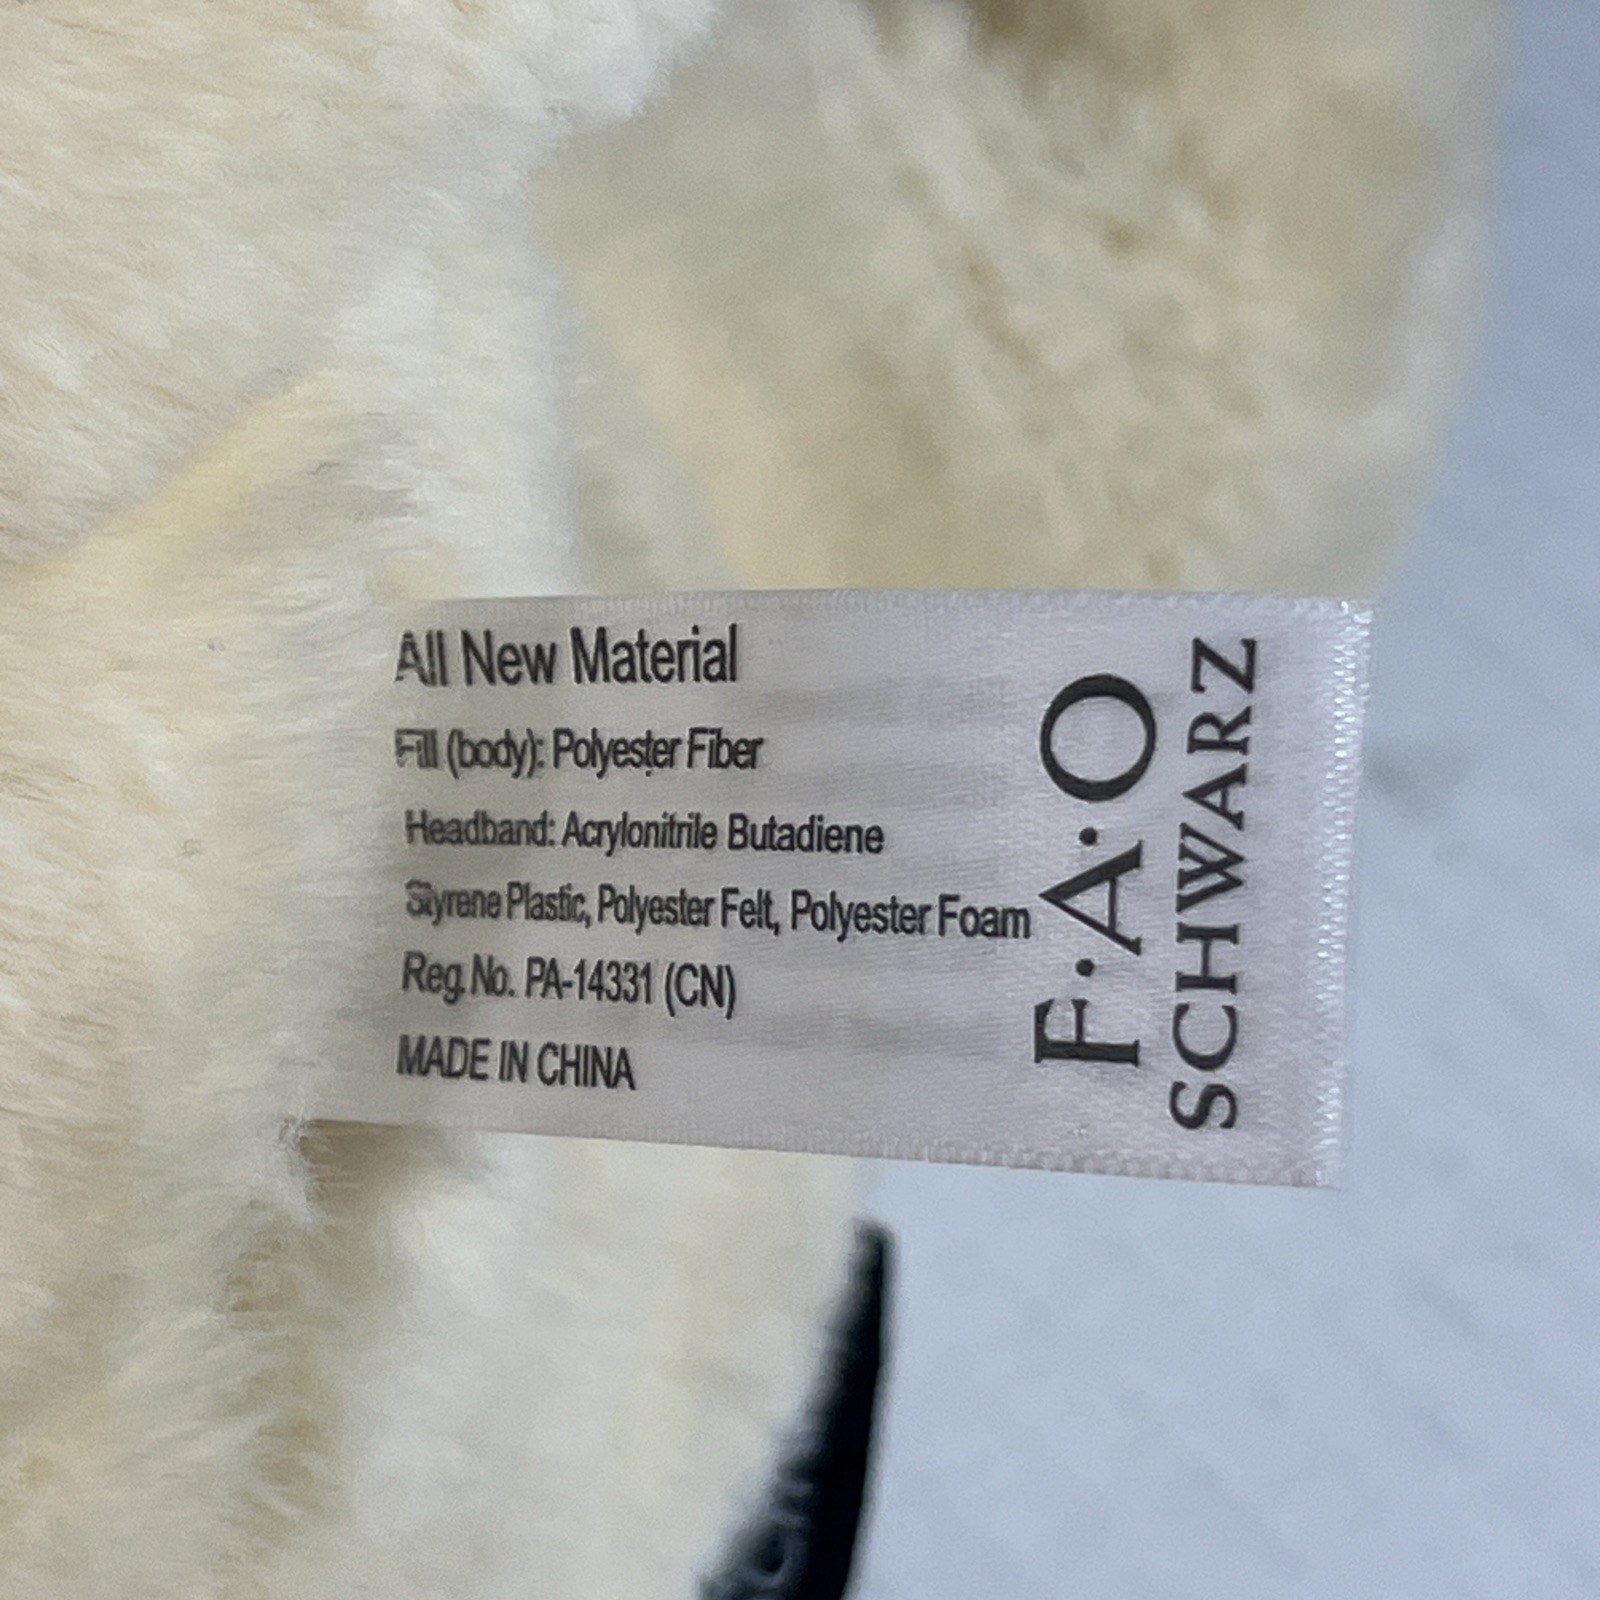 All New Material
Fill (body): Polyester Fiber
Headband: Acrylonitrile Butadiene
Styrene Plastic, Polyester Felt, Polyester Foam
Reg.No. PA-14331 (CN)
MADE IN CHINA
F·A·O
SCHWARZ